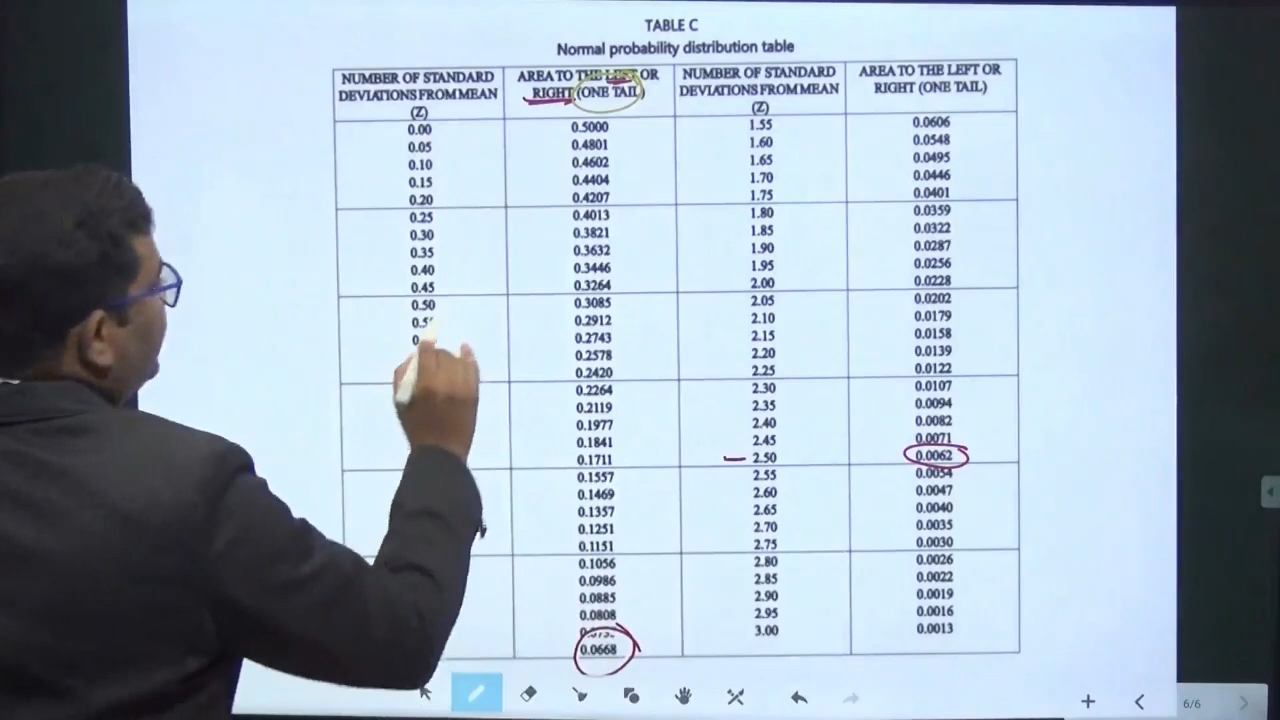 TABLE C
Normal probability distribution table
NUMBER OF STANDARD DEVIATIONS FROM MEAN (Z) AREA TO THE LEFT OR RIGHT (ONE TAIL) NUMBER OF STANDARD DEVIATIONS FROM MEAN (Z) AREA TO THE LEFT OR RIGHT (ONE TAIL)
0.00 0.5000 1.55 0.0606
0.05 0.4801 1.60 0.0548
0.10 0.4602 1.65 0.0495
0.15 0.4404 1.70 0.0446
0.20 0.4207 1.75 0.0401
0.25 0.4013 1.80 0.0359
0.30 0.3821 1.85 0.0322
0.35 0.3632 1.90 0.0287
0.40 0.3446 1.95 0.0256
0.45 0.3264 2.00 0.0228
0.50 0.3085 2.05 0.0202
0.2912 2.10 0.0179
0.2743 2.15 0.0158
0.2578 2.20 0.0139
0.2420 2.25 0.0122
0.2264 2.30 0.0107
0.2119 2.35 0.0094
0.1977 2.40 0.0082
0.1841 2.45 0.0071
0.1711 2.50 0.0062
0.1557 2.55 0.0054
0.1469 2.60 0.0047
0.1357 2.65 0.0040
0.1251 2.70 0.0035
0.1151 2.75 0.0030
0.1056 2.80 0.0026
0.0986 2.85 0.0022
0.0885 2.90 0.0019
0.0808 2.95 0.0016
3.00 0.0013
0.0668
6/6